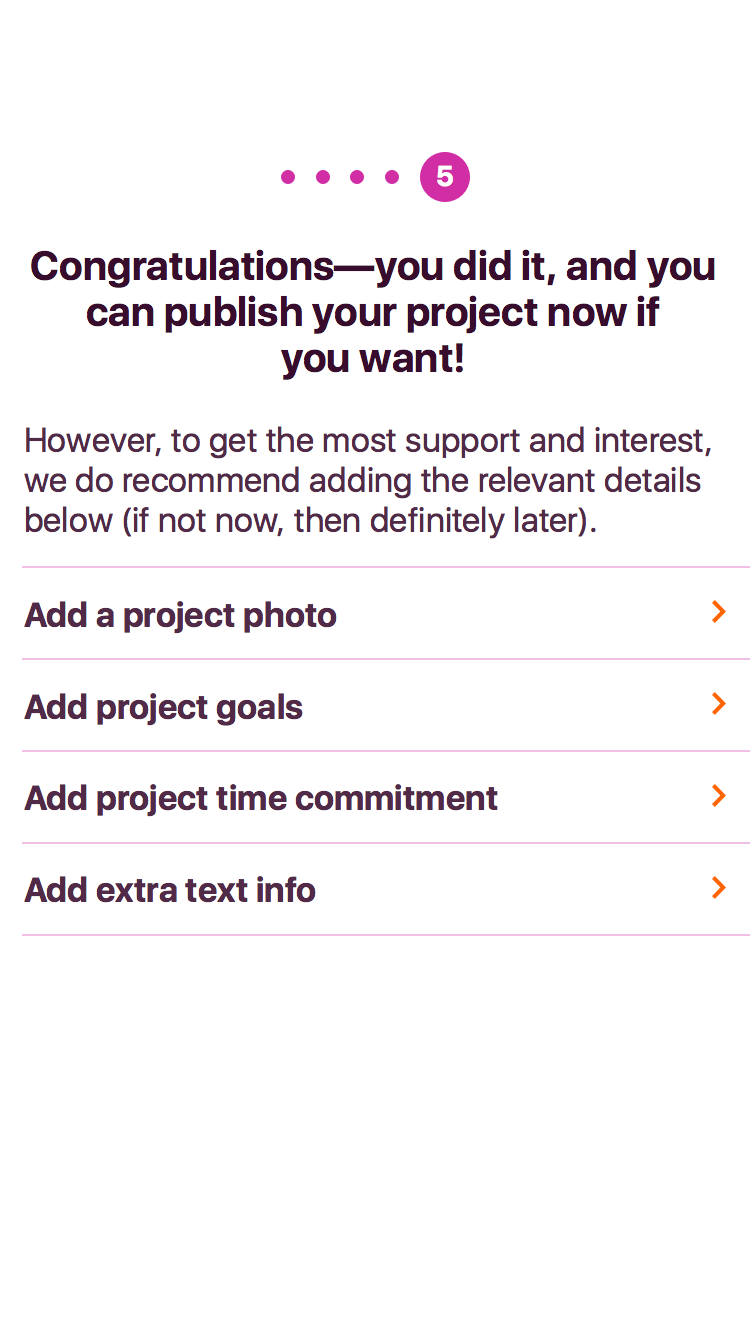 5
Congratulations—you did it, and you
can publish your project now if
you want!
However, to get the most support and interest,
we do recommend adding the relevant details
below (if not now, then definitely later).
Add a project photo
Add project goals
Add project time commitment
Add extra text info